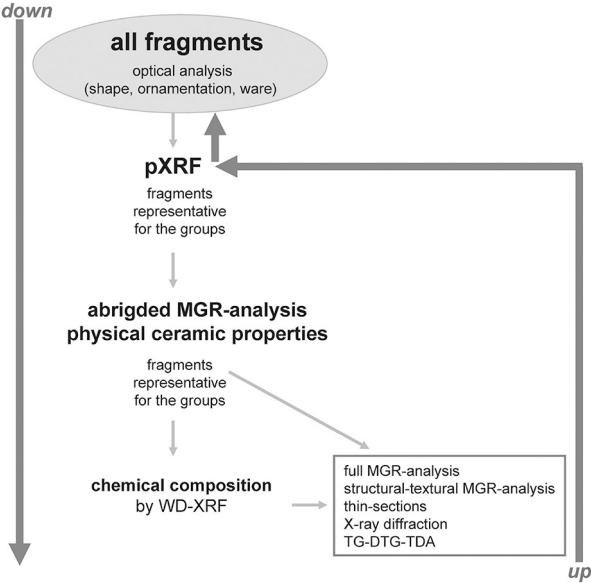 down
all fragments
optical analysis
(shape, ornamentation, ware)
pXRF
fragments
representative
for the groups
abrigded MGR-analysis
physical ceramic properties
fragments
representative
for the groups
chemical composition
by WD-XRF
full MGR-analysis
structural-textural MGR-analysis
thin-sections
X-ray diffraction
TG-DTG-TDA
up